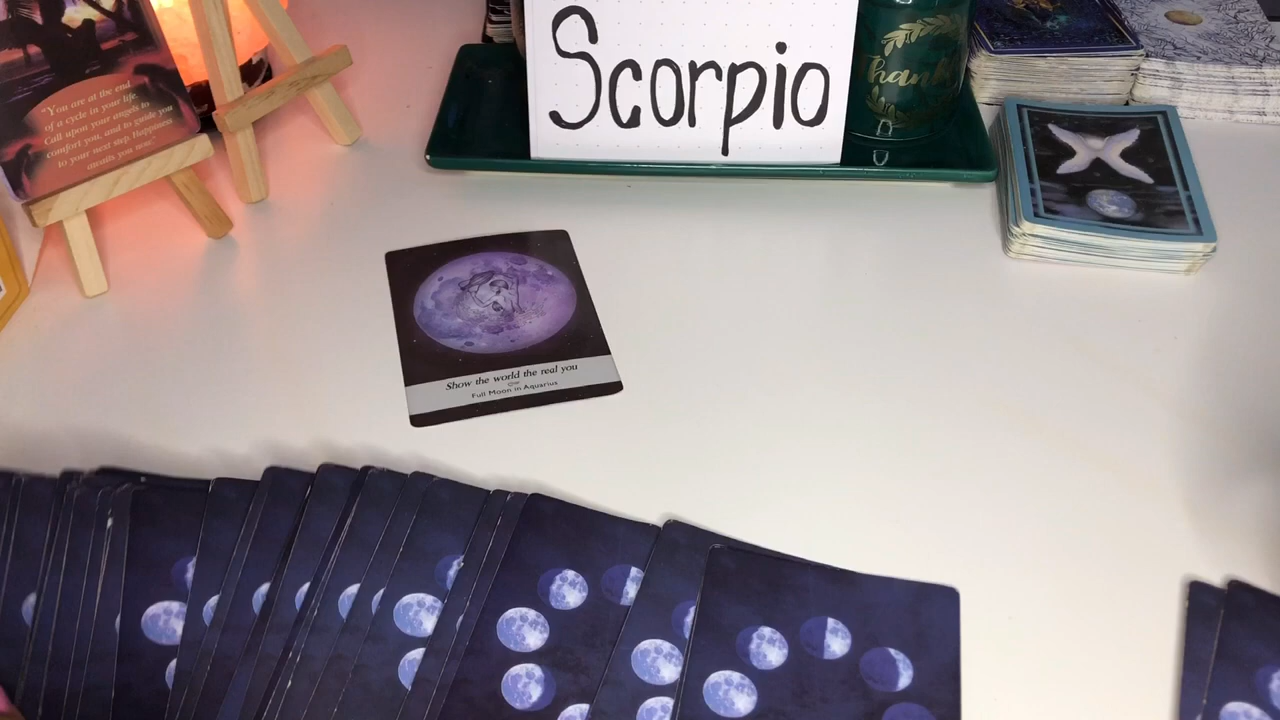 Scorpio
thank
"You are at the end
of a cycle in your life.
Call upon your angels to
comfort you, and to guide you
to your next step. Happiness
awaits you now."
Show the world the real you
Full Moon in Aquarius